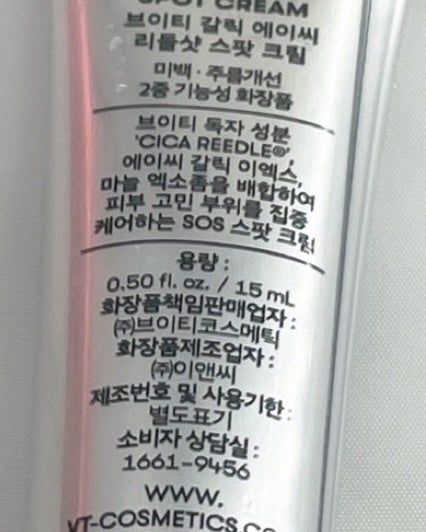 SPOT CREAM
브이티 갈릭 에이씨
리들샷 스팟 크림
미백·주름개선
2중 기능성 화장품
브이티 독자 성분
'CICA REEDLE®',
에이씨 갈릭 이엑스,
마늘 엑소좀을 배합하여
피부 고민 부위를 집중
케어하는 SOS 스팟 크림
용량 :
0.50 fl. oz. / 15 mL
화장품책임판매업자 :
㈜브이티코스메틱
화장품제조업자 :
㈜이앤씨
제조번호 및 사용기한 :
별도표기
소비자 상담실 :
1661-9456
WWW.
VT-COSMETICS.CO